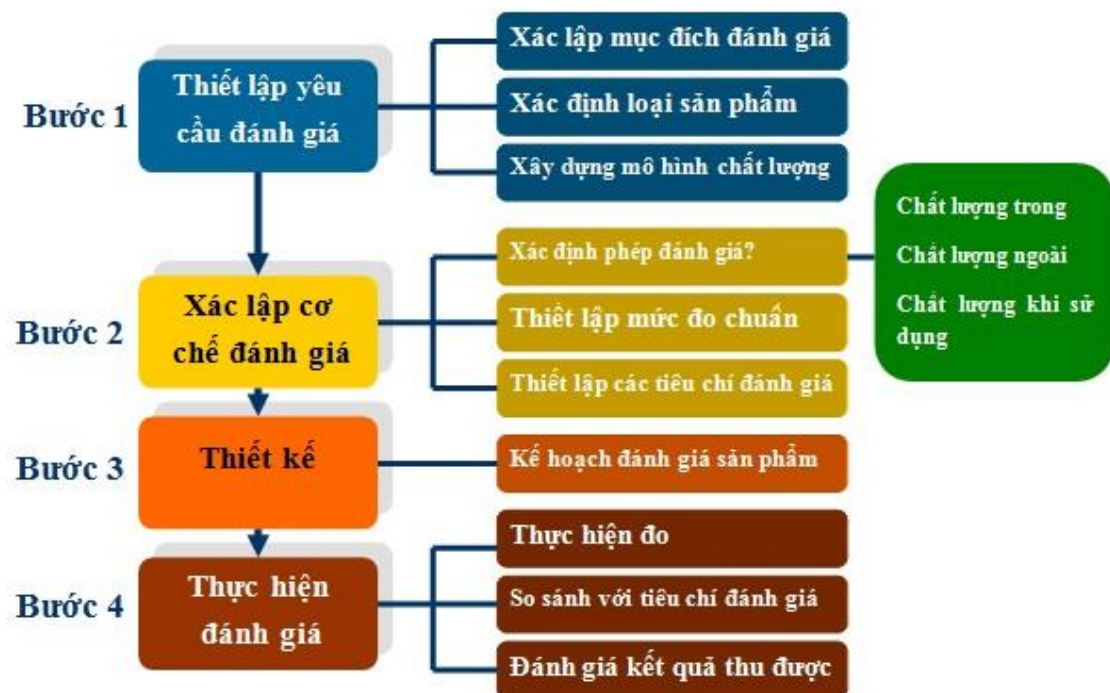 Bước 1
Thiết lập yêu
cầu đánh giá
Xác lập mục đích đánh giá
Xác định loại sản phẩm
Xây dựng mô hình chất lượng
Bước 2
Xác lập cơ
chế đánh giá
Xác định phép đánh giá?
Thiết lập mức đo chuẩn
Thiết lập các tiêu chí đánh giá
Chất lượng trong
Chất lượng ngoài
Chất lượng khi sử
dụng
Bước 3
Thiết kế
Kế hoạch đánh giá sản phẩm
Bước 4
Thực hiện
đánh giá
Thực hiện đo
So sánh với tiêu chí đánh giá
Đánh giá kết quả thu được